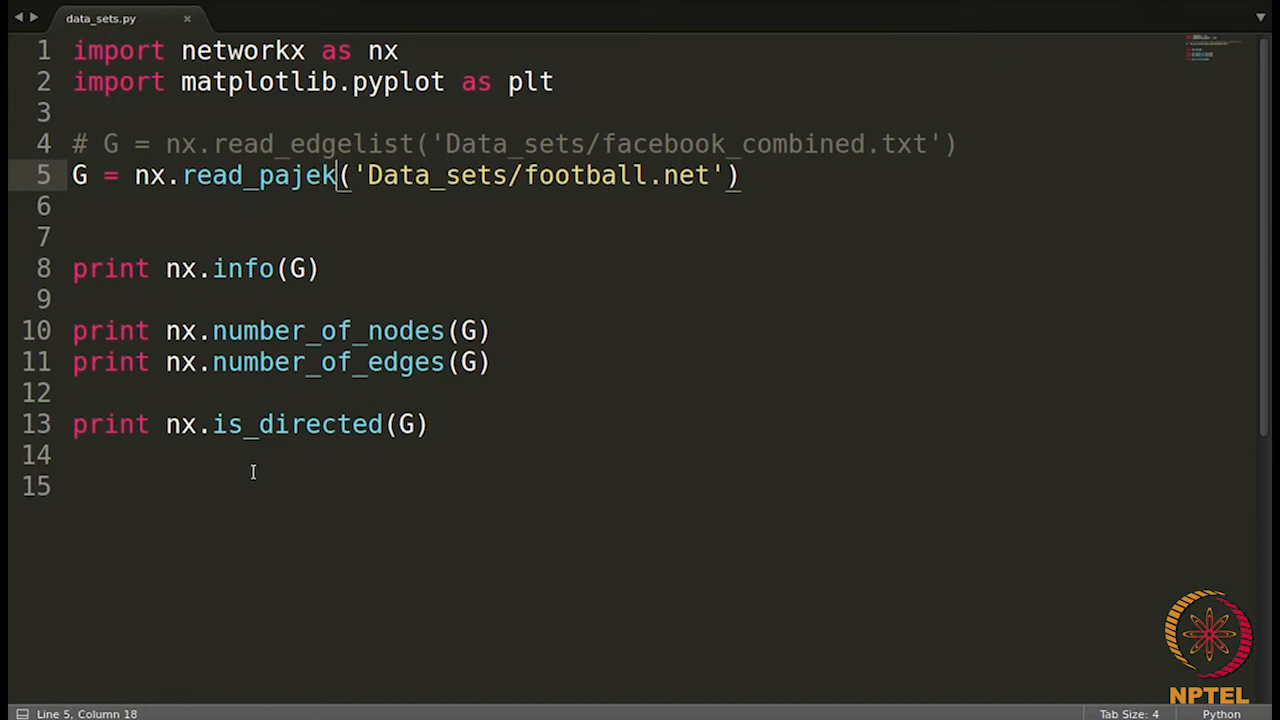 data_sets.py ×
1 import networkx as nx
2 import matplotlib.pyplot as plt
3
4 # G = nx.read_edgelist('Data_sets/facebook_combined.txt')
5 G = nx.read_pajek('Data_sets/football.net')
6
7
8 print nx.info(G)
9
10 print nx.number_of_nodes(G)
11 print nx.number_of_edges(G)
12
13 print nx.is_directed(G)
14
15
NPTEL
Line 5, Column 18 Tab Size: 4 Python